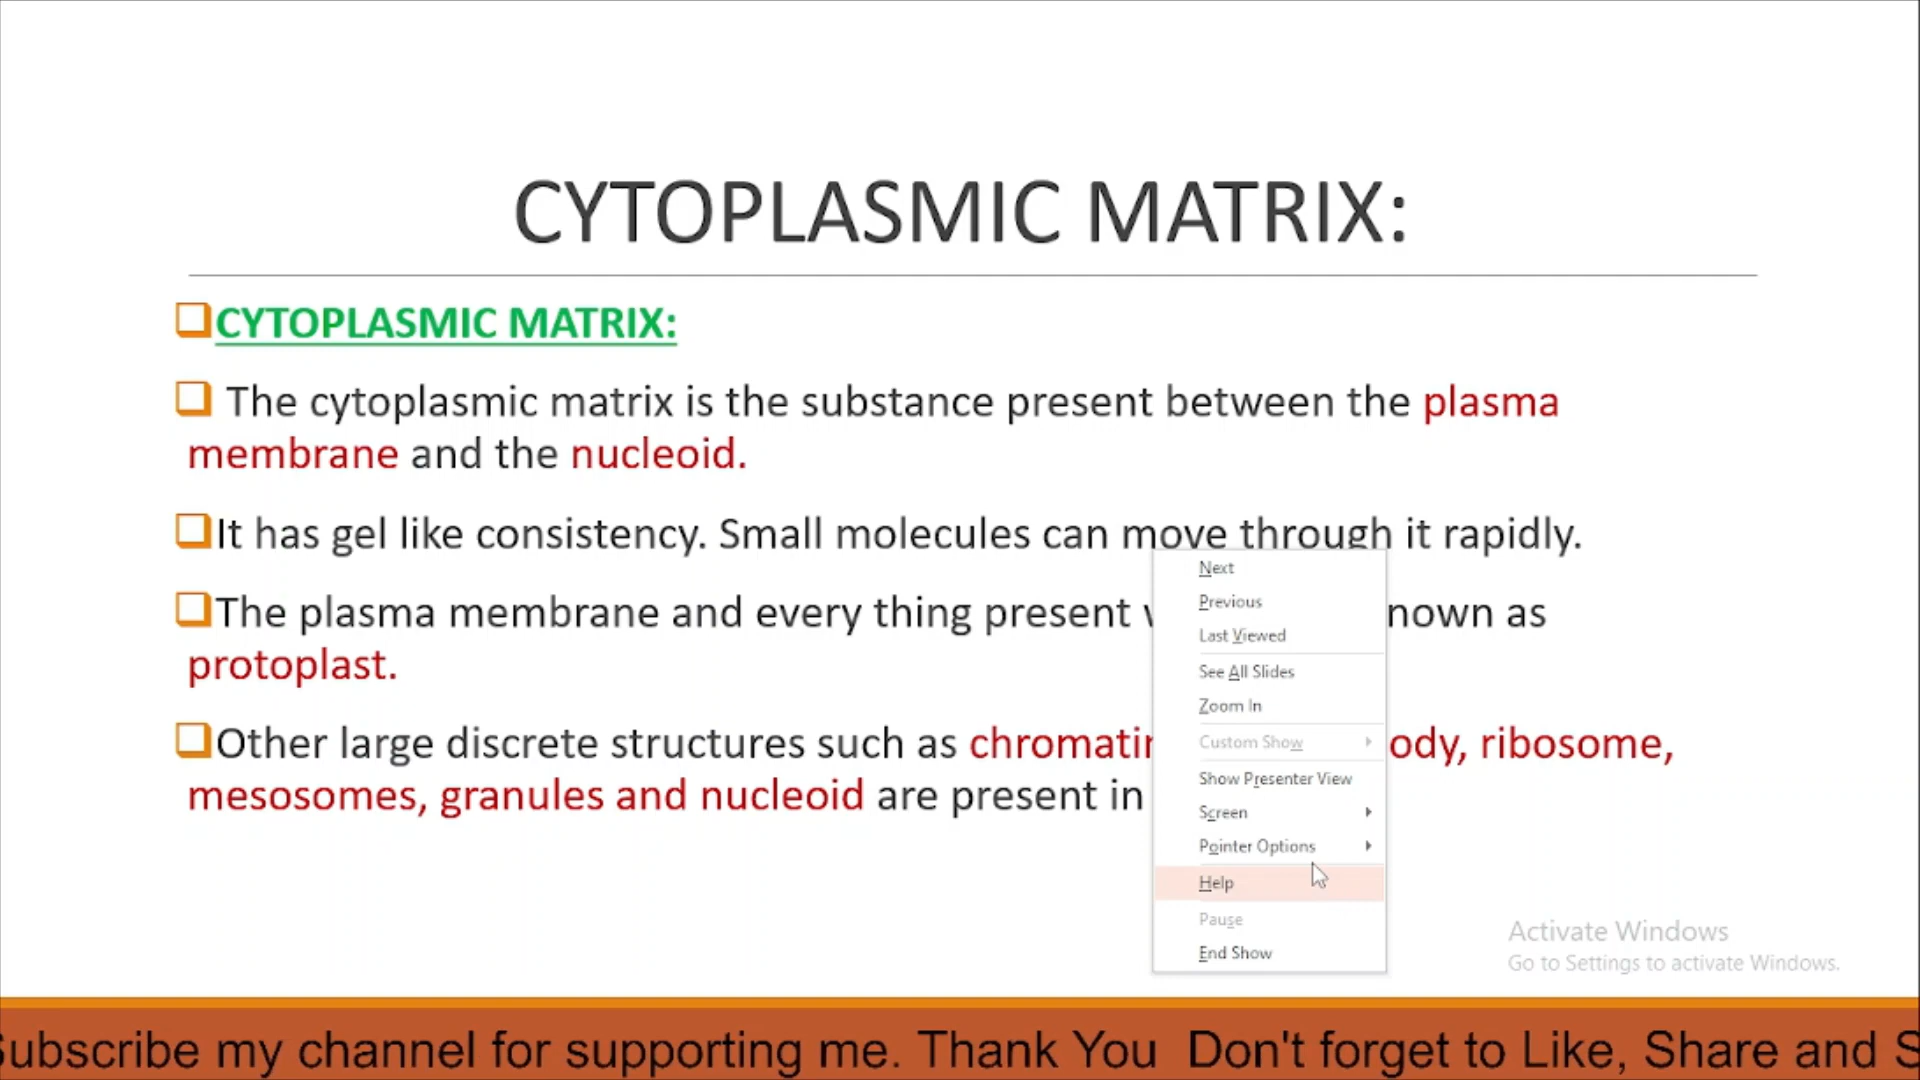 CYTOPLASMIC MATRIX:
CYTOPLASMIC MATRIX:
The cytoplasmic matrix is the substance present between the plasma
membrane and the nucleoid.
It has gel like consistency. Small molecules can move through it rapidly.
The plasma membrane and every thing present nown as
protoplast.
Other large discrete structures such as chromatin ody, ribosome,
mesosomes, granules and nucleoid are present in
Next
Previous
Last Viewed
See All Slides
Zoom In
Custom Show
Show Presenter View
Screen
Pointer Options
Help
Pause
End Show
Activate Windows
Go to Settings to activate Windows.
ubscribe my channel for supporting me. Thank You Don't forget to Like, Share and S